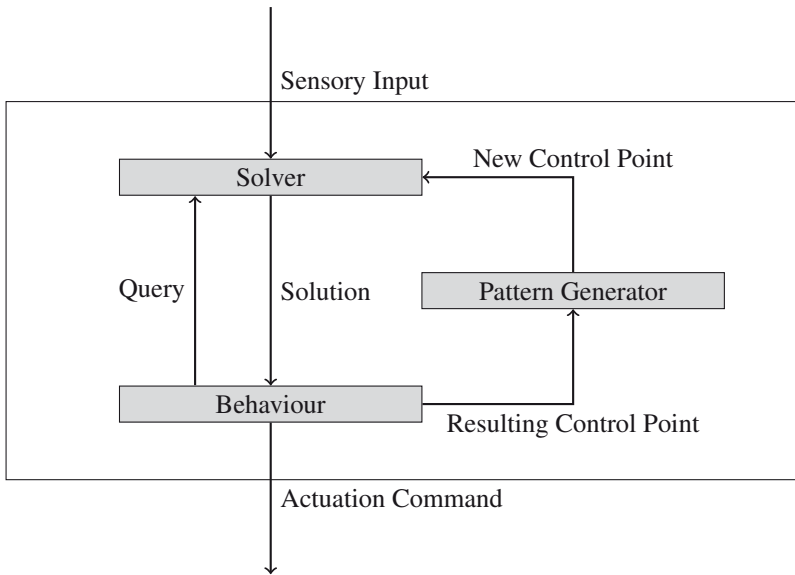 Sensory Input
New Control Point
Solver
Query
Solution
Pattern Generator
Behaviour
Resulting Control Point
Actuation Command